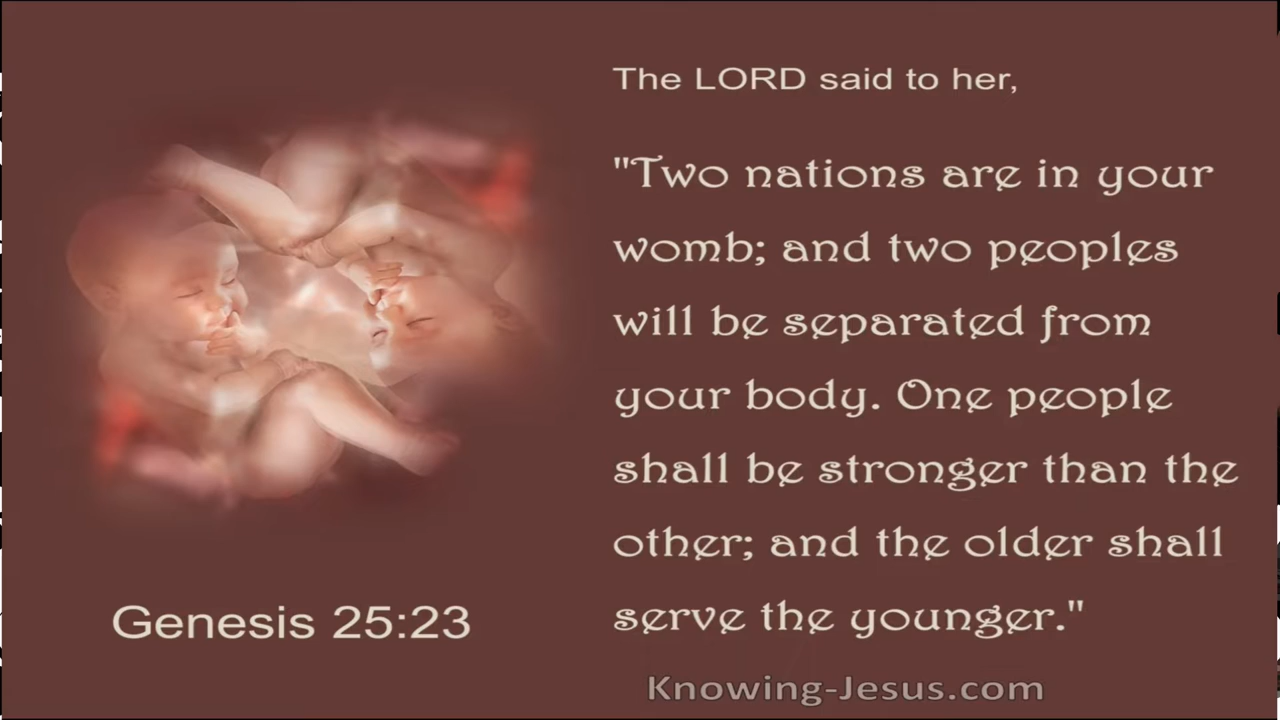 The LORD said to her,
"Two nations are in your
womb; and two peoples
will be separated from
your body. One people
shall be stronger than the
other; and the older shall
serve the younger."
Genesis 25:23
Knowing-Jesus.com